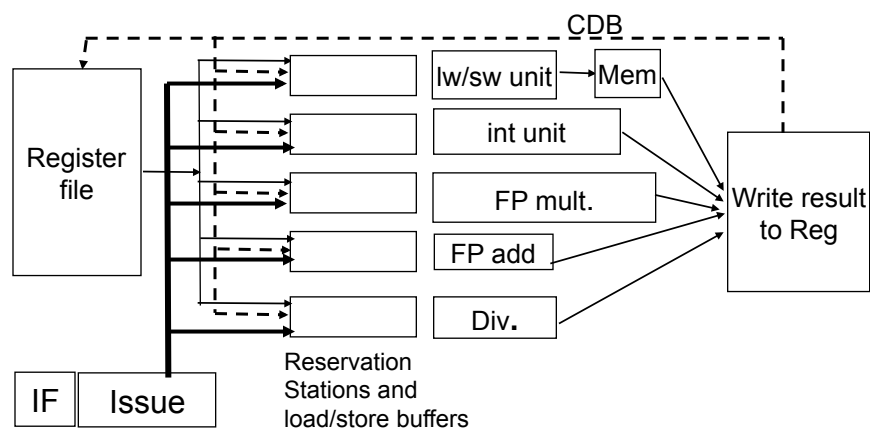 CDB
lw/sw unit
Mem
int unit
Register
file
FP mult.
Write result
to Reg
FP add
Div.
Reservation
Stations and
load/store buffers
IF
Issue